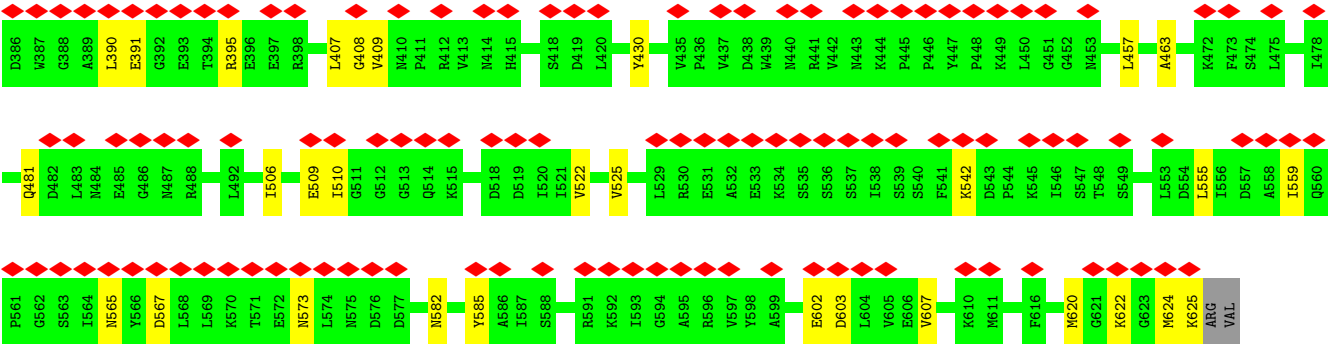 D386 W387 G388 A389 L390 E391 G392 E393 T394 R395 E396 E397 R398 L407 G408 V409 N410 P411 R412 V413 N414 H415 S418 D419 L420 Y430 V435 P436 V437 D438 W439 N440 R441 V442 N443 K444 P445 P446 Y447 P448 K449 L450 G451 G452 N453 L457 A463 K472 F473 S474 L475 I478
Q481 D482 L483 N484 E485 G486 N487 R488 L492 I506 E509 I510 G511 G512 G513 Q514 K515 D518 D519 I520 I521 V522 V525 L529 R530 E531 A532 E533 K534 S535 S536 S537 I538 S539 S540 F541 K542 D543 P544 K545 I546 S547 T548 S549 L553 D554 L555 I556 D557 A558 I559 Q560
P561 G562 S563 I564 N565 Y566 D567 L568 L569 K570 T571 E572 N573 L574 N575 D576 D577 N582 Y585 A586 I587 S588 R591 K592 I593 G594 A595 R596 V597 Y598 A599 E602 D603 L604 V605 E606 V607 K610 M611 F616 M620 G621 K622 G623 M624 K625 ARG VAL